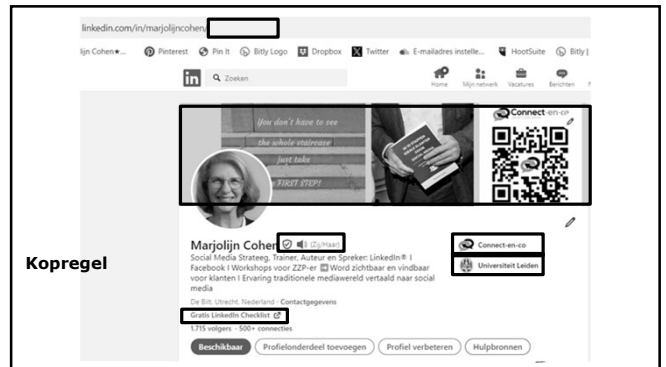 linkedin.com/in/marjolijncohen/
ijn Cohen★... Pinterest Pin It Bitly Logo Dropbox Twitter E-mailadres instelle... HootSuite Bitly |
in Zoeken
Home Mijn netwerk Vacatures Berichten
You don't have to see
the whole staircase
just take
FIRST STEP!
Connect-en-co
Marjolijn Cohen (Zij/Haar)
Connect-en-co
Social Media Strateeg, Trainer, Auteur en Spreker: LinkedIn® I
Facebook I Workshops voor ZZP-er ➡ Word zichtbaar en vindbaar
voor klanten I Ervaring traditionele mediawereld vertaald naar social
media
Universiteit Leiden
Kopregel
De Bilt, Utrecht, Nederland · Contactgegevens
Gratis LinkedIn Checklist
1.715 volgers · 500+ connecties
Beschikbaar Profielonderdeel toevoegen Profiel verbeteren Hulpbronnen